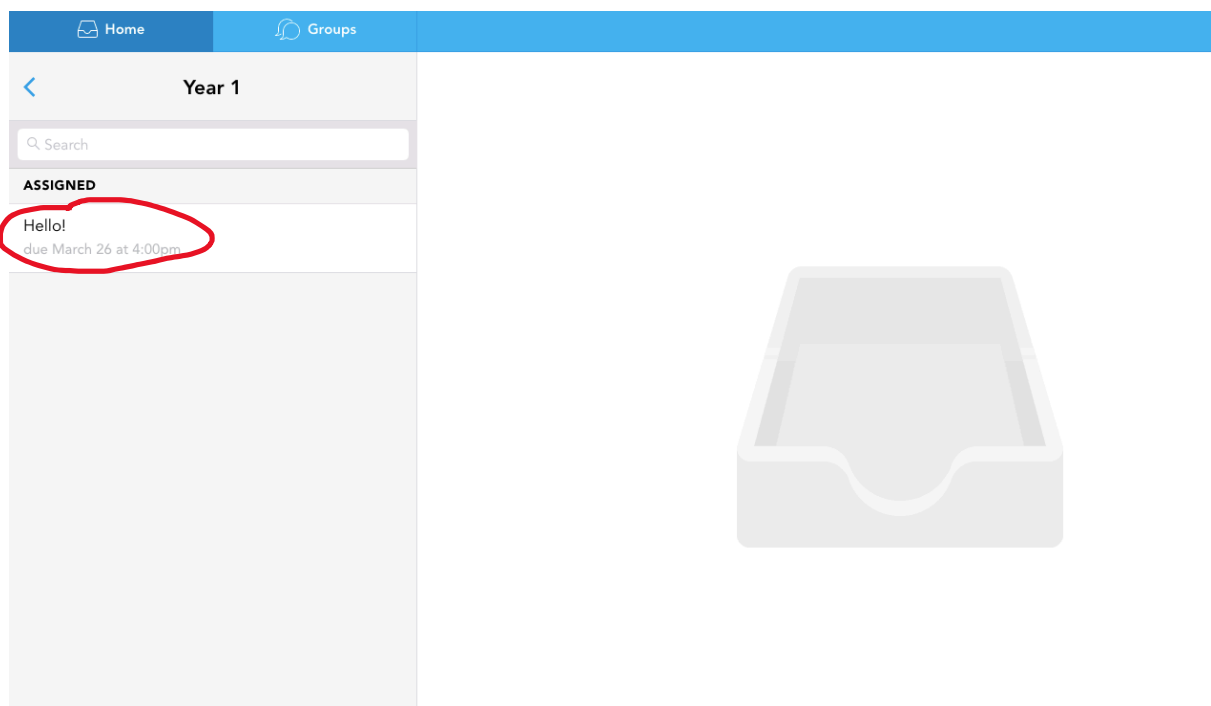 Home
Groups
Year 1
Search
ASSIGNED
Hello!
due March 26 at 4:00pm